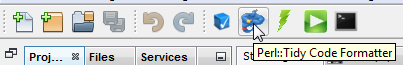 Perl::Tidy Code Formatter
Proj... Files Services St